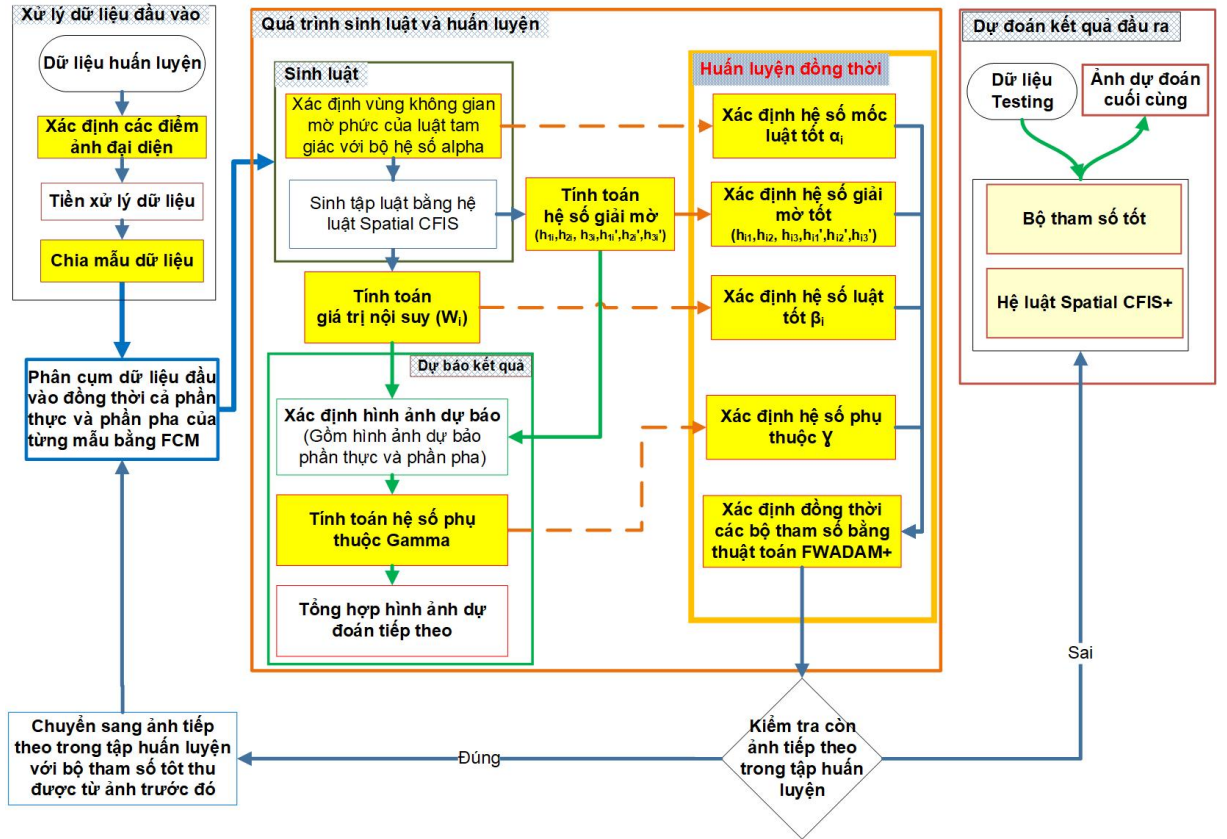 Xử lý dữ liệu đầu vào
Dữ liệu huấn luyện
Xác định các điểm
ảnh đại diện
Tiền xử lý dữ liệu
Chia mẫu dữ liệu
Phân cụm dữ liệu đầu
vào đồng thời cả phần
thực và phần pha của
từng mẫu bằng FCM
Chuyển sang ảnh tiếp
theo trong tập huấn luyện
với bộ tham số tôt thu
được từ ảnh trước đó
Quá trình sinh luật và huấn luyện
Sinh luật
Xác định vùng không gian
mờ phức của luật tam
giác với bộ hệ số alpha
Sinh tập luật bằng hệ
luật Spatial CFIS
Tính toán
hệ số giải mờ
(h1i,h2i, h3i,h1i',h2i',h3i')
Tính toán
giá trị nội suy (Wi)
Dự báo kết quả
Xác định hình ảnh dự báo
(Gồm hình ảnh dự bảo
phần thực và phần pha)
Tính toán hệ số phụ
thuộc Gamma
Tổng hợp hình ảnh dự
đoán tiếp theo
Huấn luyện đồng thời
Xác định hệ số mốc
luật tốt αi
Xác định hệ số giải
mờ tốt
(hi1,hi2, hi3,hi1',hi2',hi3')
Xác định hệ số luật
tốt βi
Xác định hệ số phụ
thuộc Ɣ
Xác định đồng thời
các bộ tham số bằng
thuật toán FWADAM+
Kiểm tra còn
ảnh tiếp theo
trong tập huấn
luyện
Đúng
Sai
Dự đoán kết quả đầu ra
Dữ liệu
Testing
Ảnh dự đoán
cuối cùng
Bộ tham số tốt
Hệ luật Spatial CFIS+